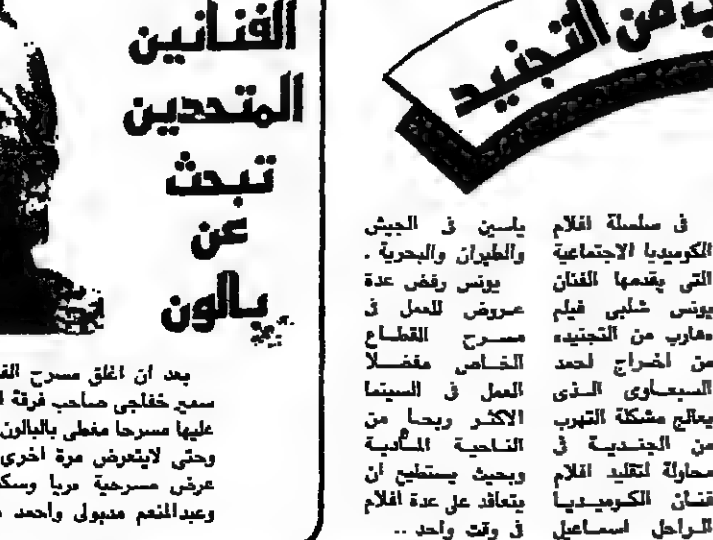 ب من التجنيد
فى سلسلة افلام
الكوميديا الاجتماعية
التى يقدمها الفنان
يونس شلبى فيلم
«هارب من التجنيد»
من اخراج احمد
السبعاوى الذى
يعالج مشكلة التهرب
من الجندية فى
محاولة لتقليد افلام
فنان الكوميديا
الراحل اسماعيل
ياسين فى الجيش
والطيران والبحرية .
يونس رفض عدة
عروض للعمل فى
مسرح القطاع
الخاص مفضلا
العمل فى السينما
الاكثر ربحا من
الناحية المادية
وبحيث يستطيع ان
يتعاقد على عدة افلام
فى وقت واحد ..
الفنانين
المتحدين
تبحث
عن
بالون
بعد ان اغلق مسرح الف
سمير خفاجى صاحب فرقة ا
عليها مسرحا مغطى بالبالون
وحتى لايتعرض مرة اخرى
عرض مسرحية «ريا وسك
وعبدالمنعم مدبولى واحمد